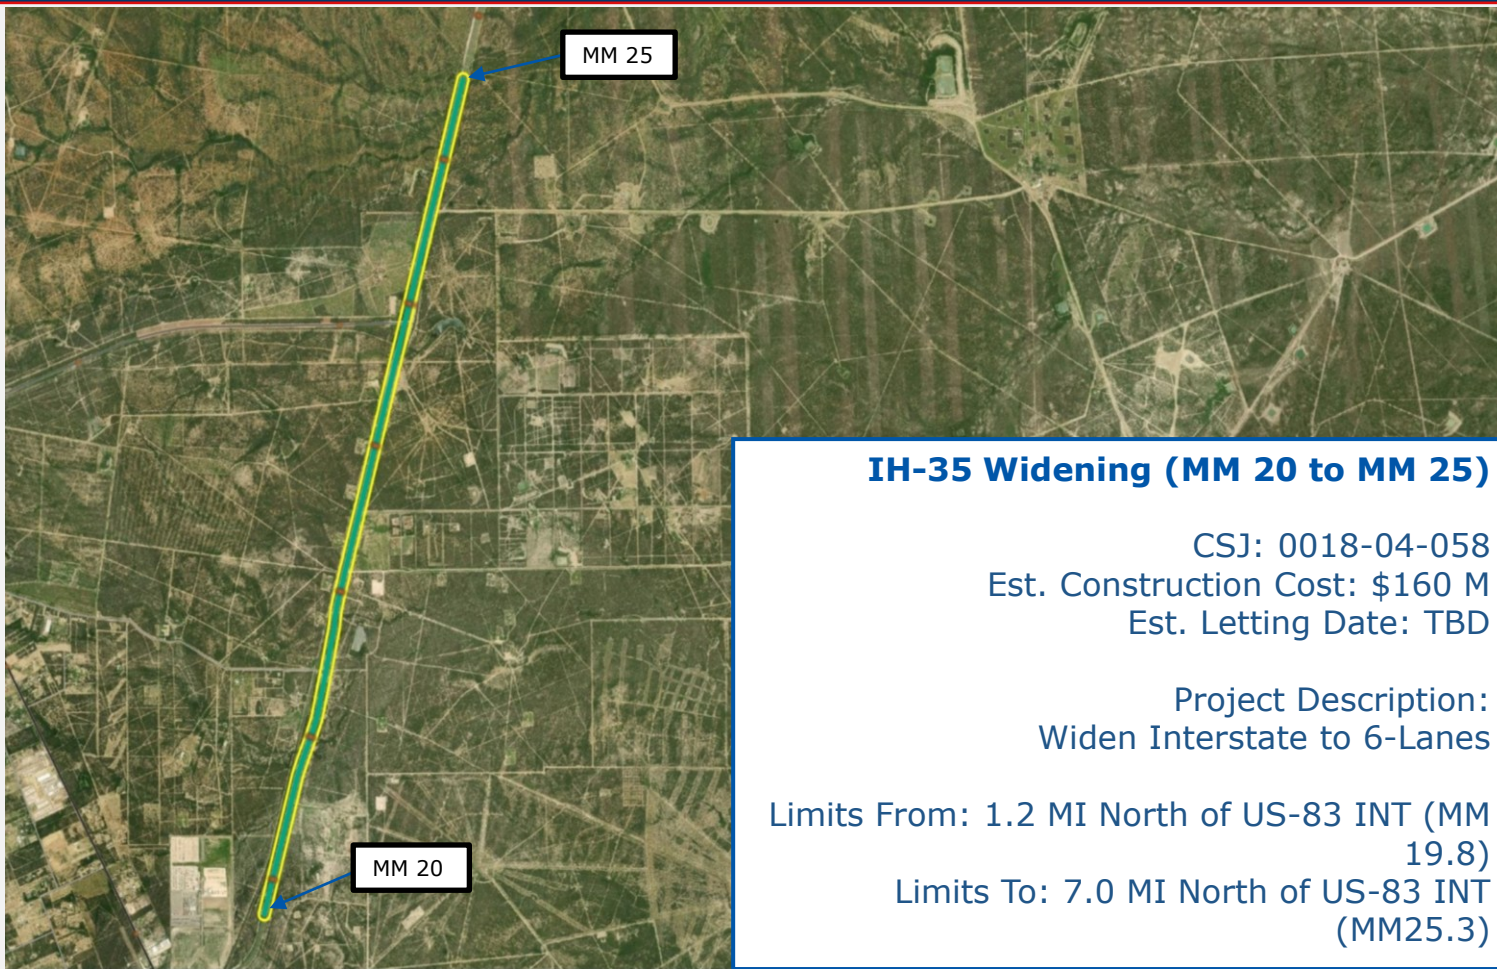 MM 25
MM 20
IH-35 Widening (MM 20 to MM 25)
CSJ: 0018-04-058
Est. Construction Cost: $160 M
Est. Letting Date: TBD
Project Description:
Widen Interstate to 6-Lanes
Limits From: 1.2 MI North of US-83 INT (MM
19.8)
Limits To: 7.0 MI North of US-83 INT
(MM25.3)